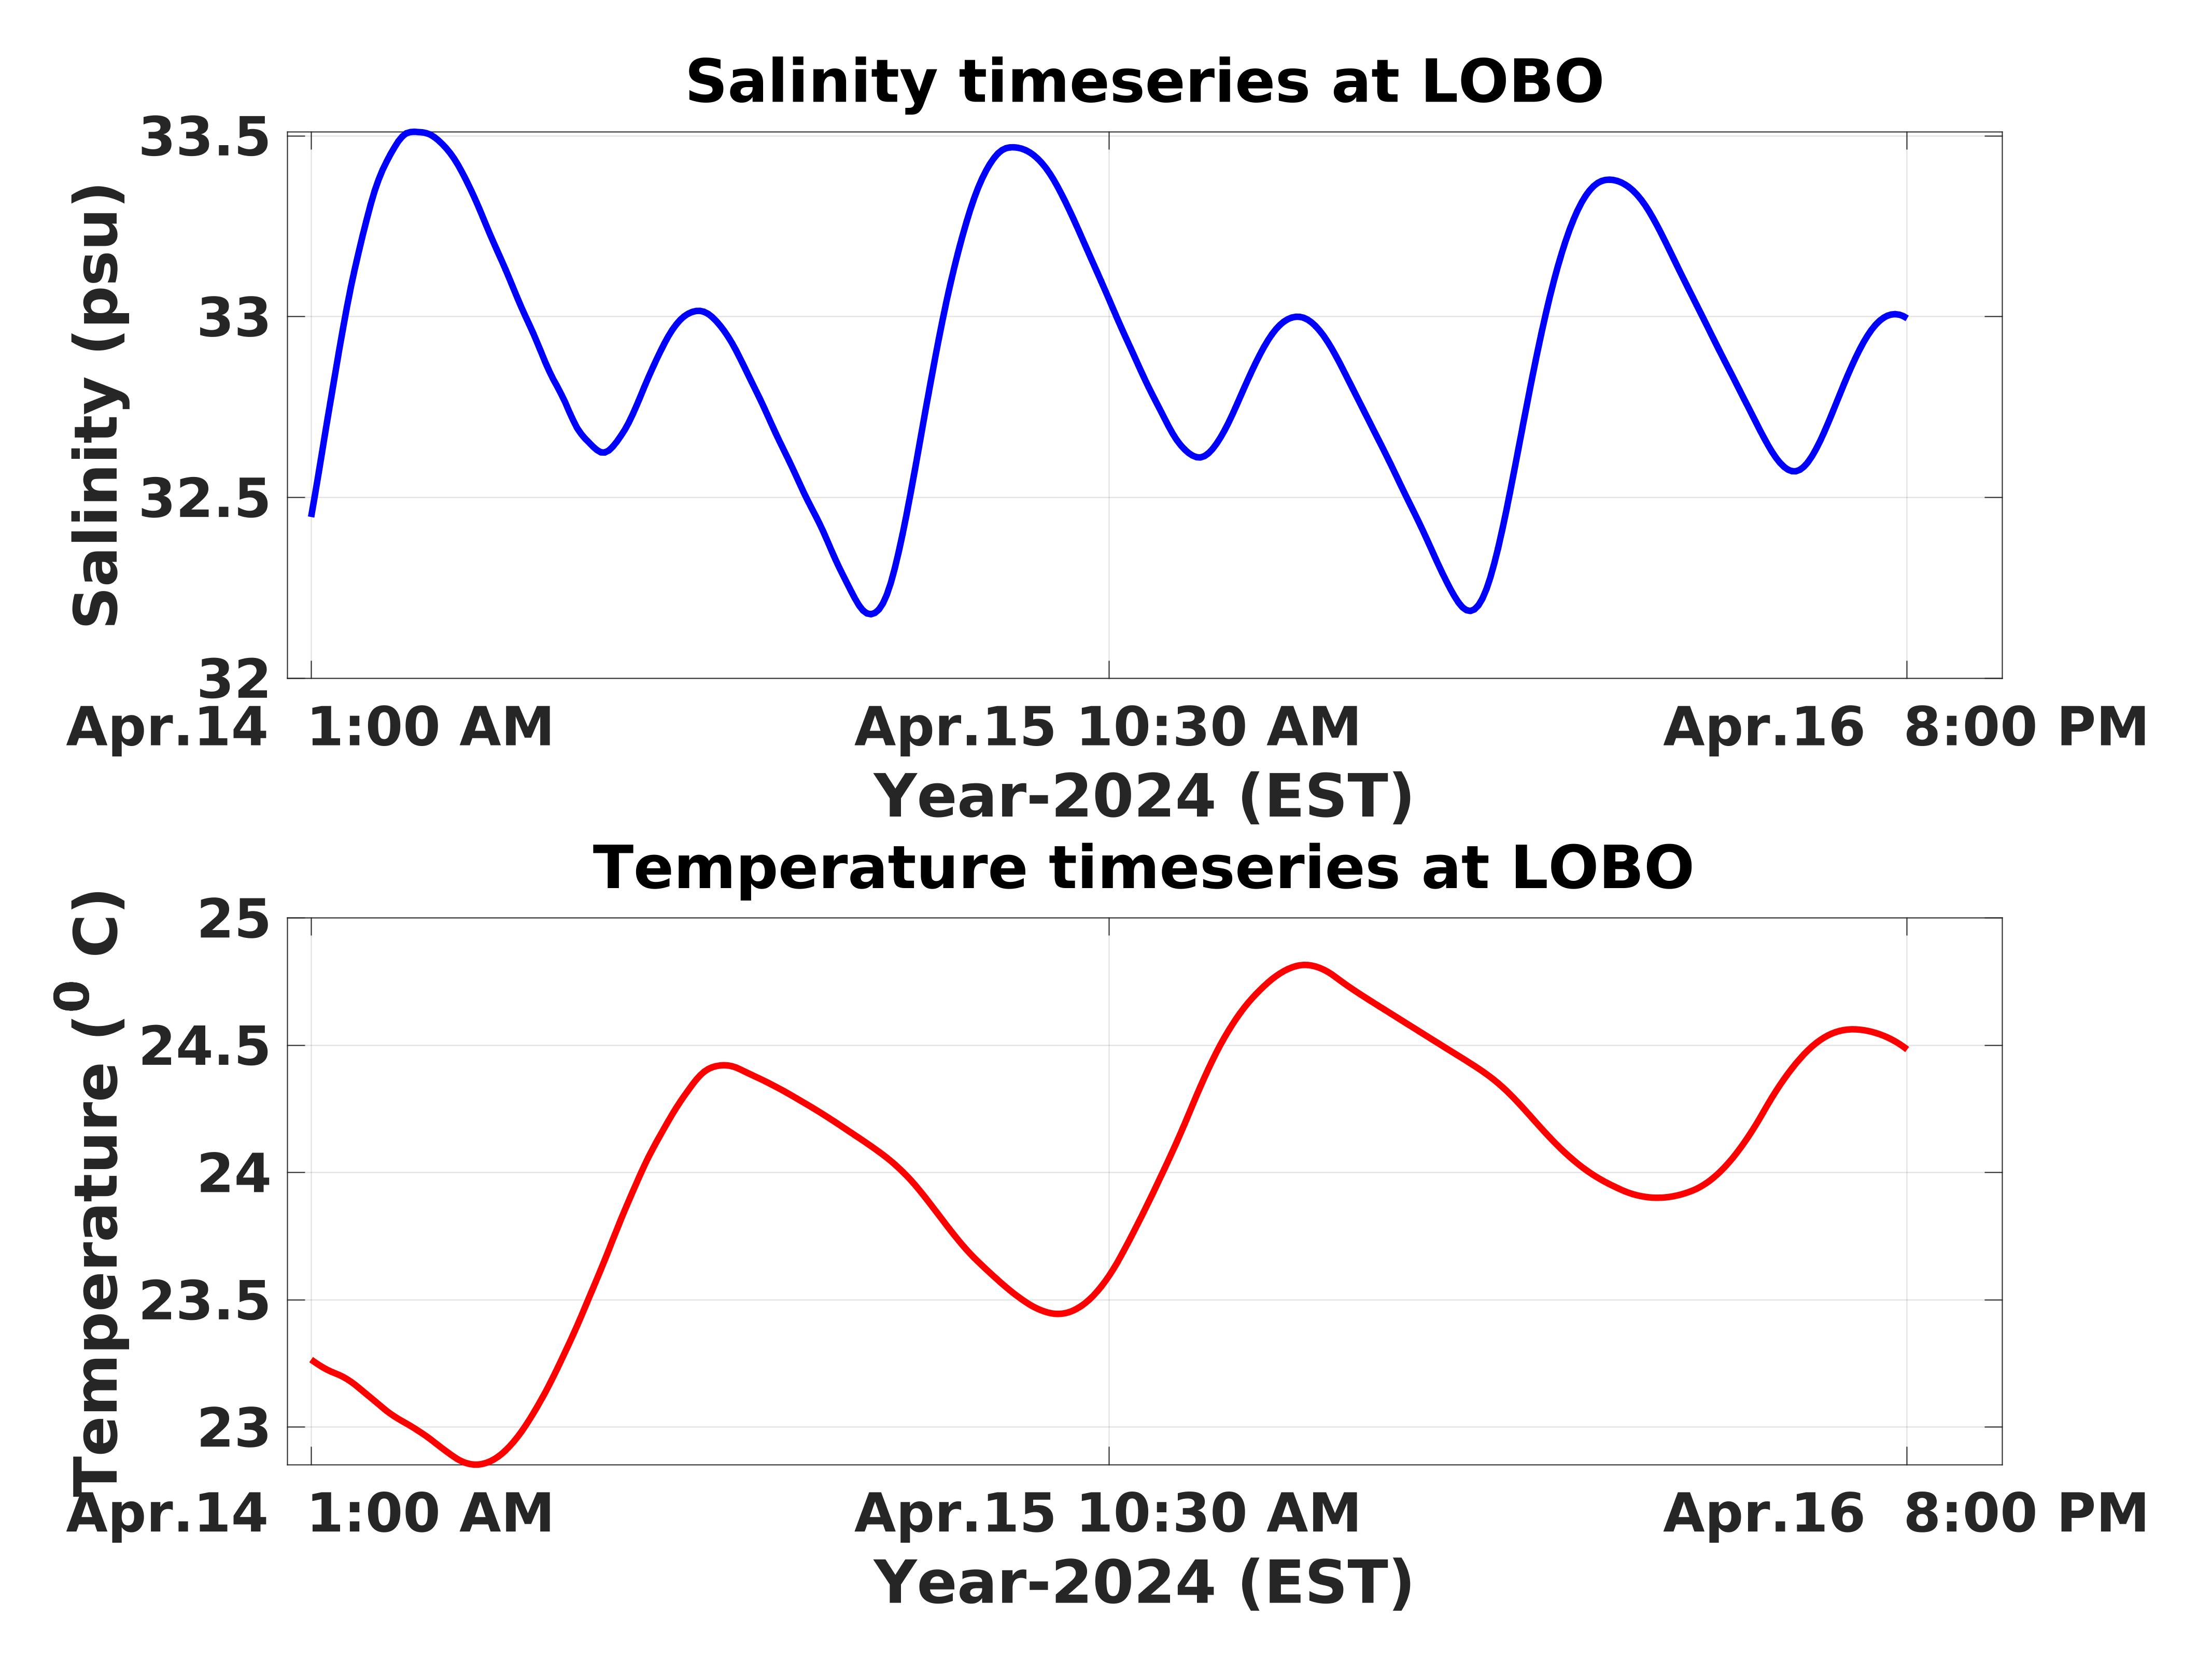 Salinity timeseries at LOBO
Salinity (psu)
33.5
33
32.5
32
Apr.14 1:00 AM Apr.15 10:30 AM Apr.16 8:00 PM
Year-2024 (EST)
Temperature timeseries at LOBO
Temperature (⁰ C)
25
24.5
24
23.5
23
Apr.14 1:00 AM Apr.15 10:30 AM Apr.16 8:00 PM
Year-2024 (EST)